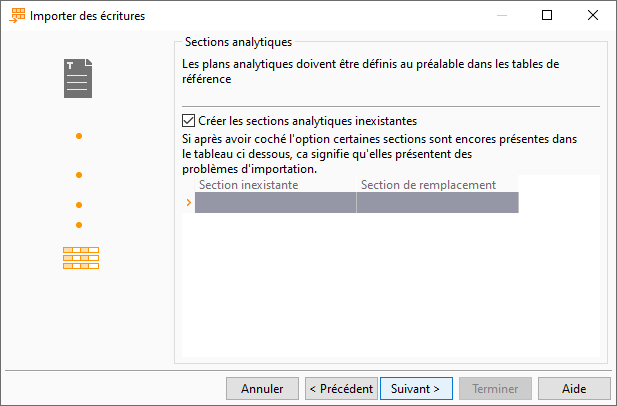 Importer des écritures
T
Sections analytiques
Les plans analytiques doivent être définis au préalable dans les tables de
référence
Créer les sections analytiques inexistantes
Si après avoir coché l'option certaines sections sont encores présentes dans
le tableau ci dessous, ca signifie qu'elles présentent des
problèmes d'importation.
Section inexistante Section de remplacement
Annuler < Précédent Suivant > Terminer Aide